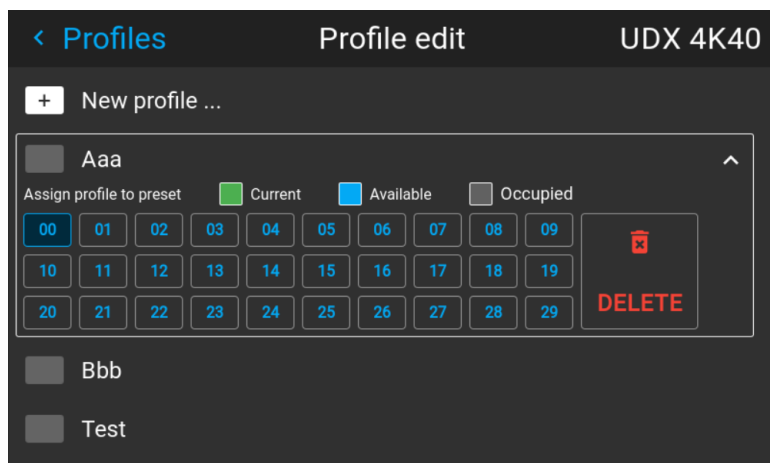 < Profiles Profile edit UDX 4K40
+ New profile ...
Aaa
Assign profile to preset Current Available Occupied
00 01 02 03 04 05 06 07 08 09
10 11 12 13 14 15 16 17 18 19
20 21 22 23 24 25 26 27 28 29
DELETE
Bbb
Test